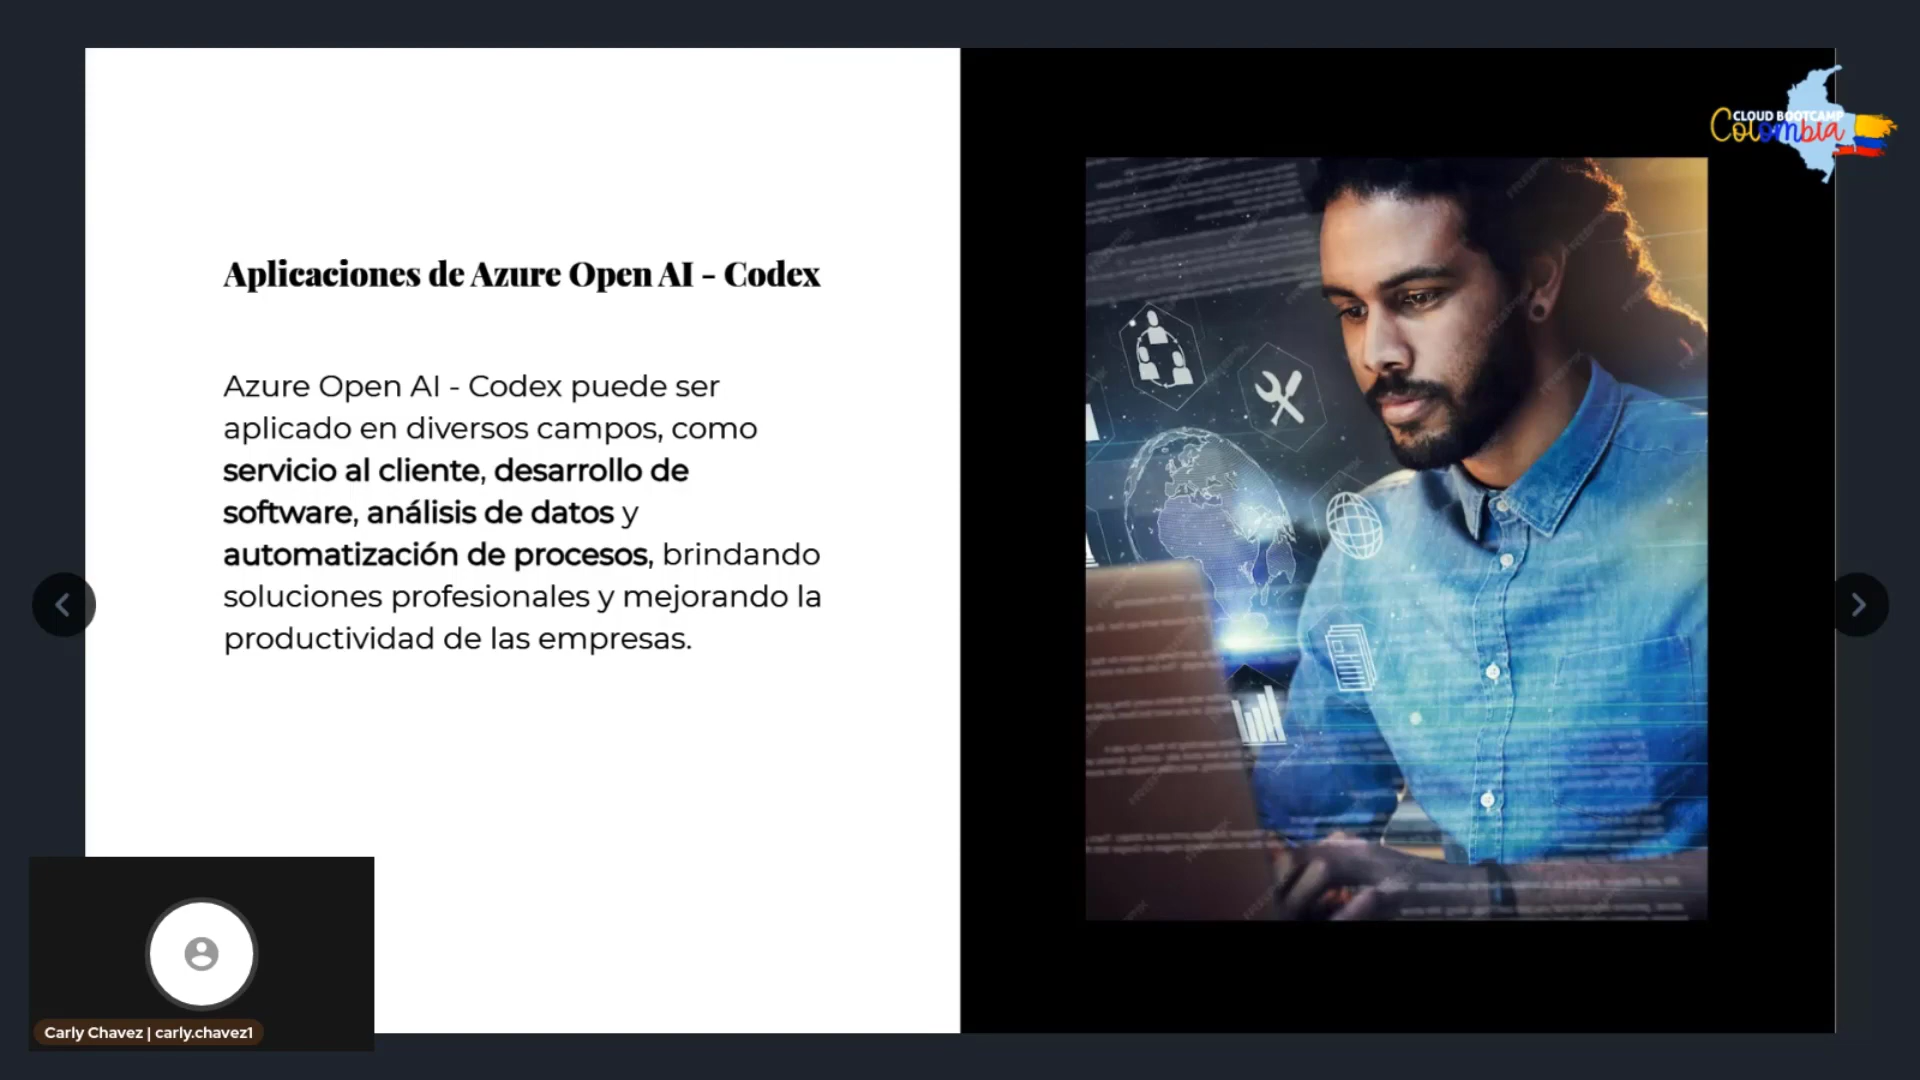 CLOUD BOOTCAMP
Colombia
Aplicaciones de Azure Open AI - Codex
Azure Open AI - Codex puede ser
aplicado en diversos campos, como
servicio al cliente, desarrollo de
software, análisis de datos y
automatización de procesos, brindando
soluciones profesionales y mejorando la
productividad de las empresas.
Carly Chavez | carly.chavez1